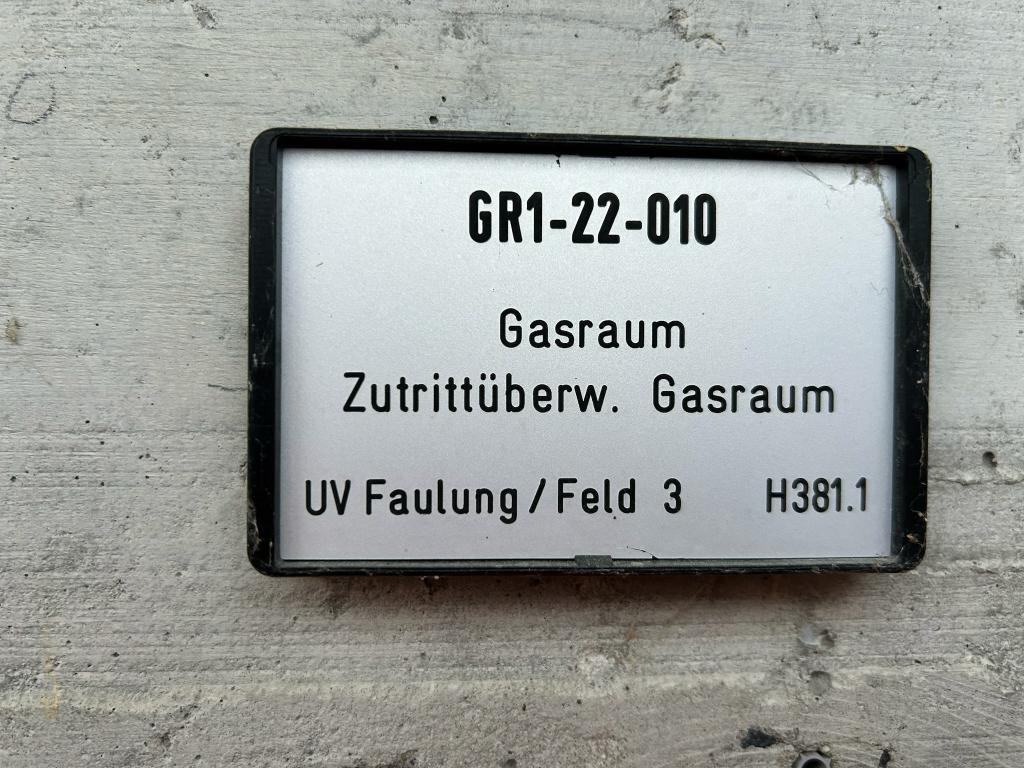 GR1-22-010
Gasraum
Zutrittüberw. Gasraum
UV Faulung / Feld 3 H381.1